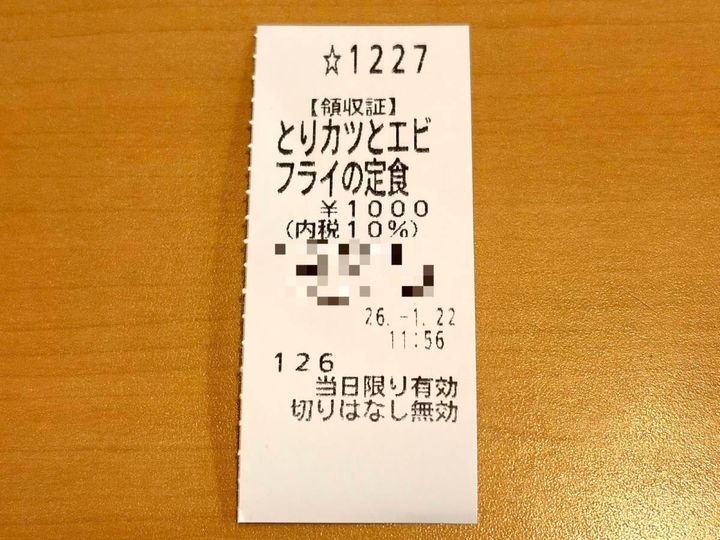 ☆1227
【領収証】
とりカツとエビ
フライの定食
￥1000
(内税10%)
26.-1.22
11:56
126
当日限り有効
切りはなし無効